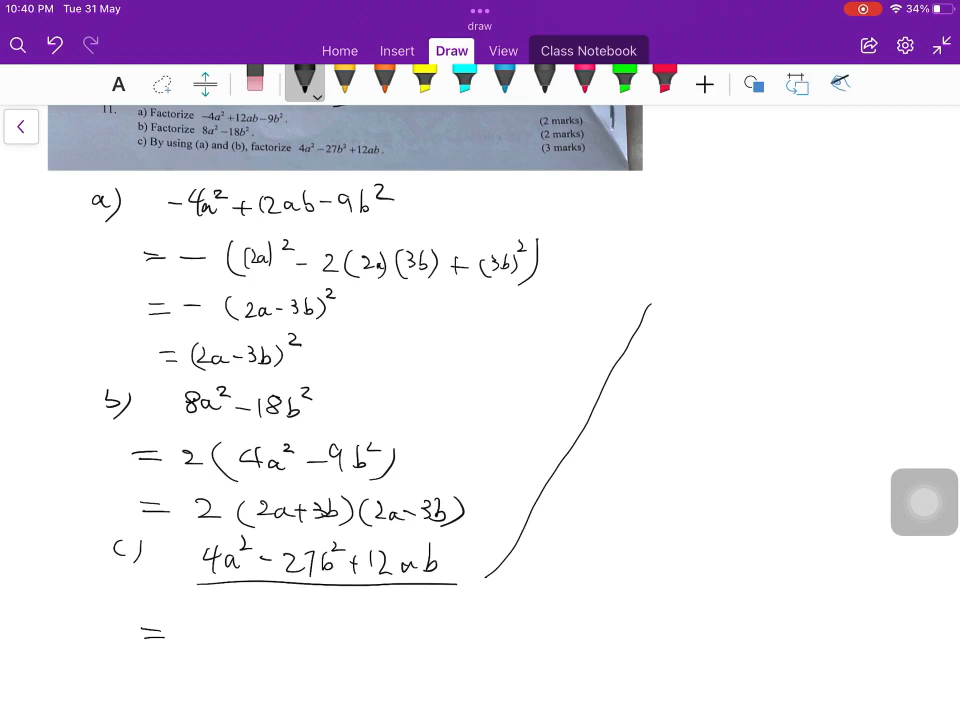 10:40 PM Tue 31 May
34%
draw
Home Insert Draw View Class Notebook
A
11. a) Factorize -4a² +12ab-9b². (2 marks)
b) Factorize 8a² -18b². (2 marks)
c) By using (a) and (b), factorize 4a² -27b² +12ab. (3 marks)
a) -4a² + 12ab - 9b²
= - ((2a)² - 2(2a)(3b) + (3b)²)
= - (2a-3b)²
= (2a-3b)²
b) 8a² - 18b²
= 2 ( 4a² - 9b²)
= 2 (2a+3b)(2a-3b)
c) 4a² - 27b² + 12ab
=